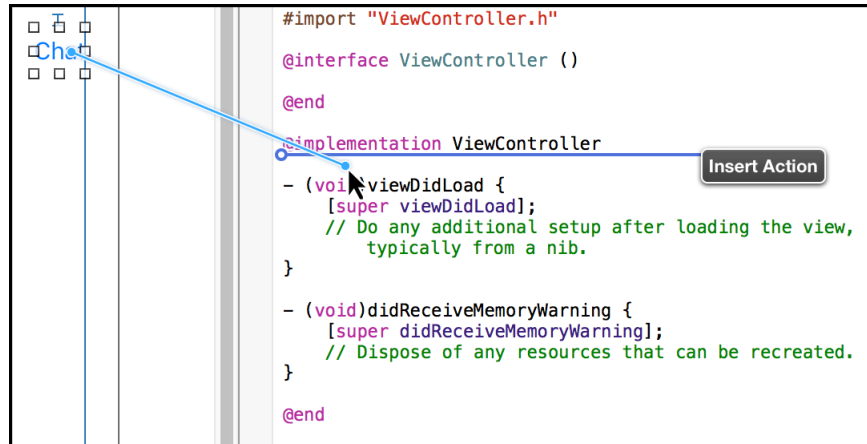 Chat
#import "ViewController.h"
@interface ViewController ()
@end
@implementation ViewController
Insert Action
- (void)viewDidLoad {
[super viewDidLoad];
// Do any additional setup after loading the view,
typically from a nib.
}
- (void)didReceiveMemoryWarning {
[super didReceiveMemoryWarning];
// Dispose of any resources that can be recreated.
}
@end